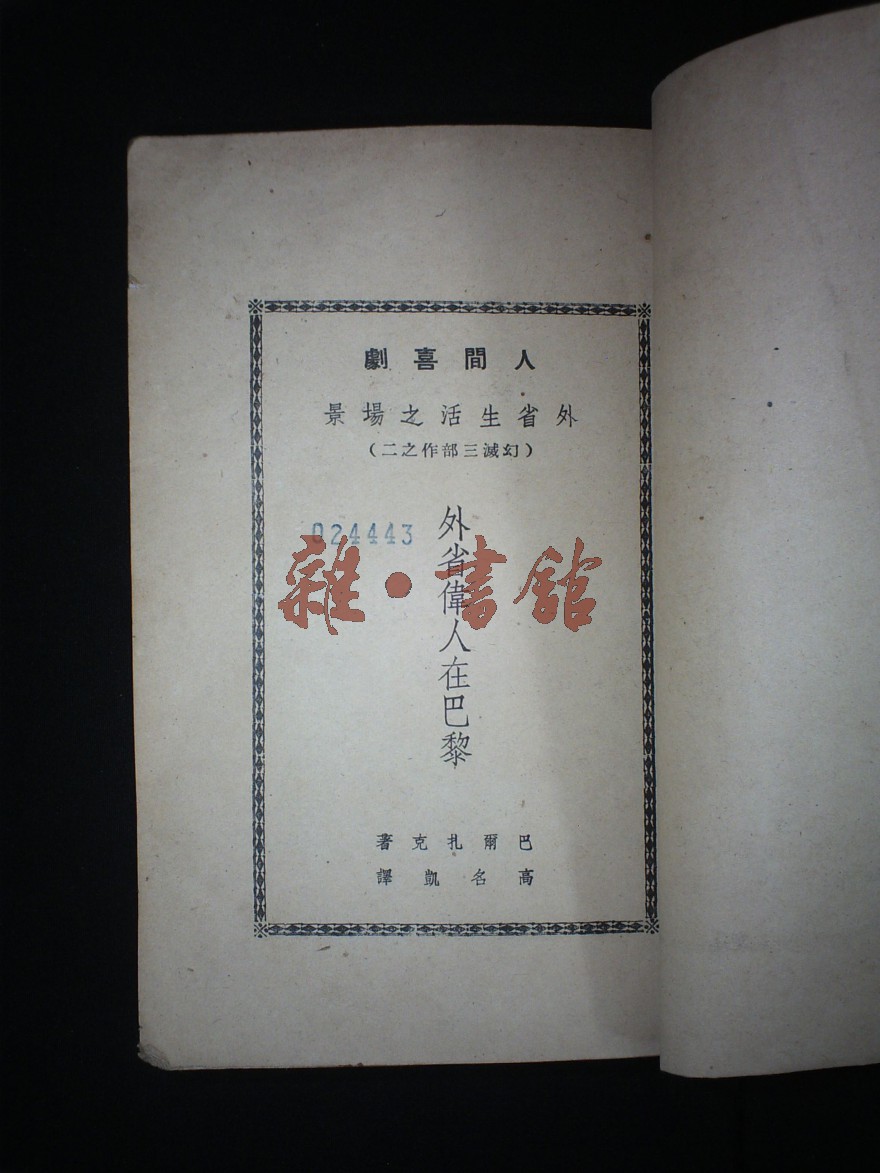 人間喜劇
外省生活之場景
（幻滅三部作之二）
024443
雜·書館
外省偉人在巴黎
巴爾扎克著
高名凱譯